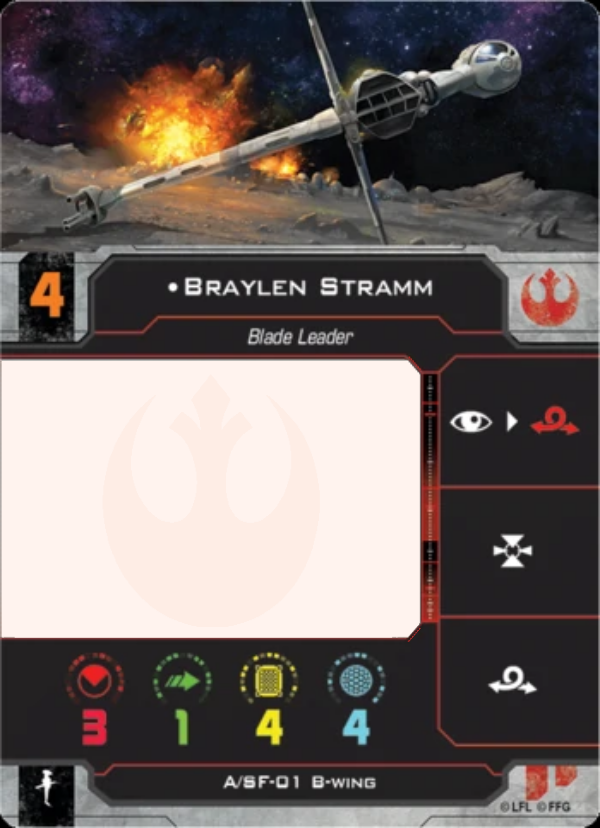 4
•Braylen Stramm
Blade Leader
3 1 4 4
A/SF-01 B-wing
©LFL ©FFG